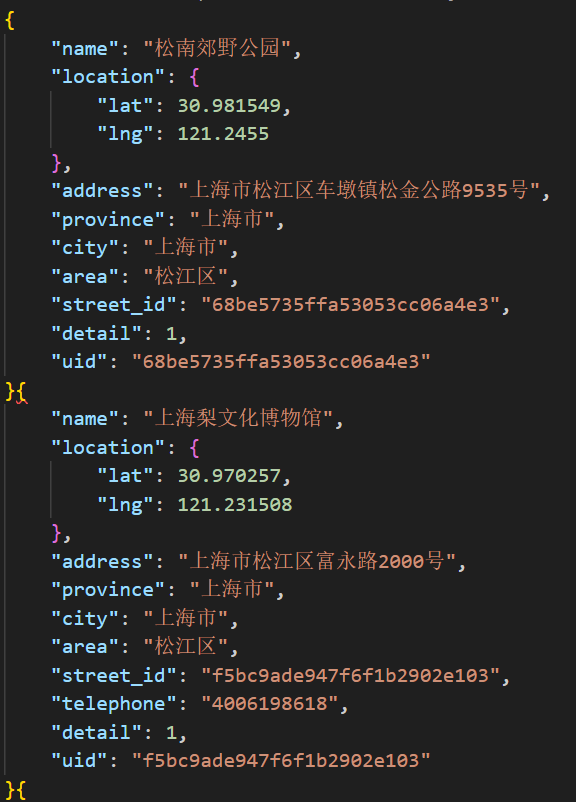 {
"name": "松南郊野公园",
"location": {
"lat": 30.981549,
"lng": 121.2455
},
"address": "上海市松江区车墩镇松金公路9535号",
"province": "上海市",
"city": "上海市",
"area": "松江区",
"street_id": "68be5735ffa53053cc06a4e3",
"detail": 1,
"uid": "68be5735ffa53053cc06a4e3"
}{
"name": "上海梨文化博物馆",
"location": {
"lat": 30.970257,
"lng": 121.231508
},
"address": "上海市松江区富永路2000号",
"province": "上海市",
"city": "上海市",
"area": "松江区",
"street_id": "f5bc9ade947f6f1b2902e103",
"telephone": "4006198618",
"detail": 1,
"uid": "f5bc9ade947f6f1b2902e103"
}{